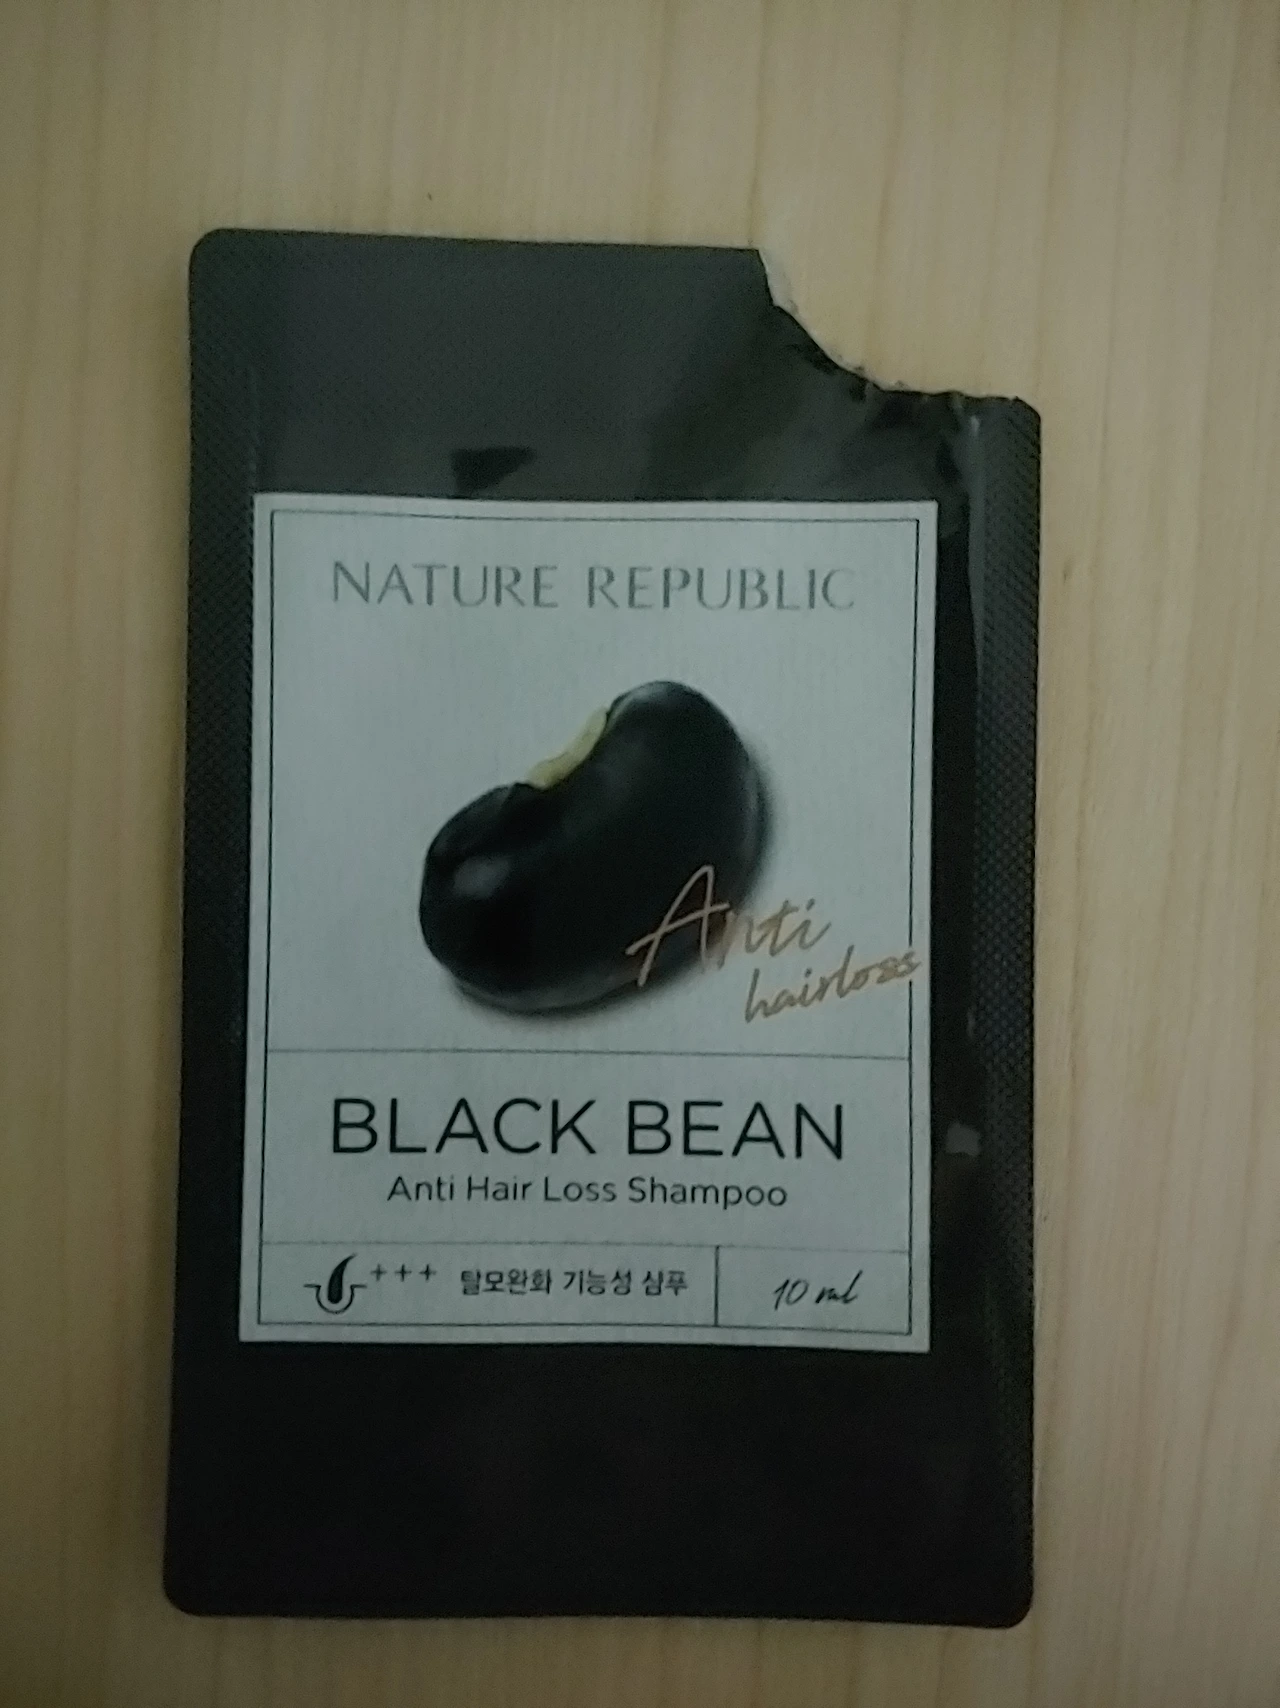 NATURE REPUBLIC
Anti
hairloss
BLACK BEAN
Anti Hair Loss Shampoo
+++ 탈모완화 기능성 샴푸
10 ml